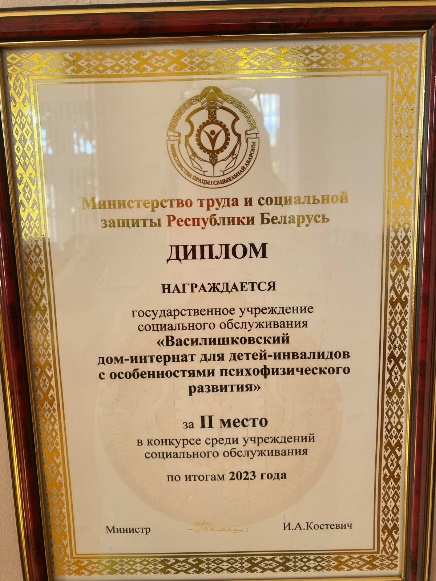 Министерство труда и социальной
защиты Республики Беларусь
ДИПЛОМ
НАГРАЖДАЕТСЯ
государственное учреждение
социального обслуживания
«Василишковский
дом-интернат для детей-инвалидов
с особенностями психофизического
развития»
за II место
в конкурсе среди учреждений
социального обслуживания
по итогам 2023 года
Министр И.А.Костевич